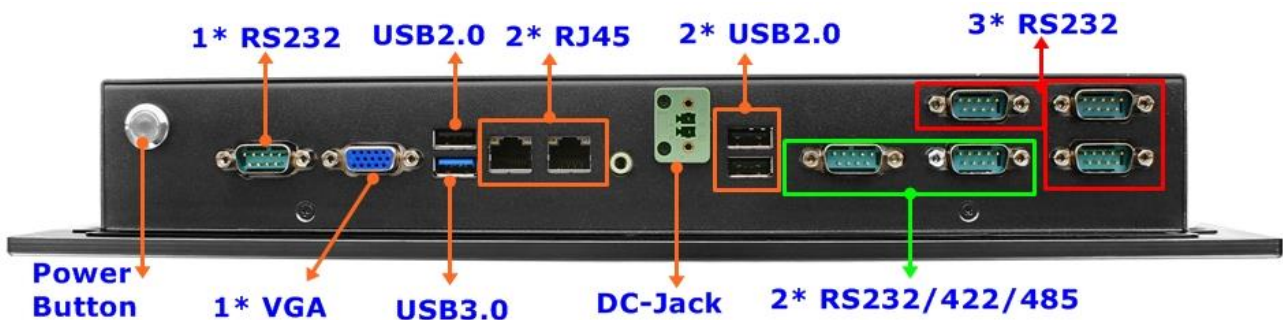 1* RS232
USB2.0
2* RJ45
2* USB2.0
3* RS232
Power
Button
1* VGA
USB3.0
DC-Jack
2* RS232/422/485